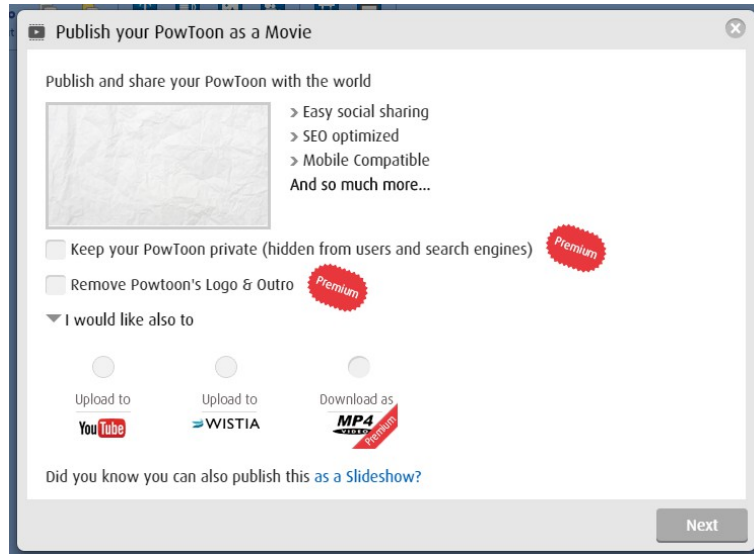 Publish your PowToon as a Movie
Publish and share your PowToon with the world
> Easy social sharing
> SEO optimized
> Mobile Compatible
And so much more...
Keep your PowToon private (hidden from users and search engines) Premium
Remove Powtoon's Logo & Outro Premium
I would like also to
Upload to Upload to Download as
YouTube WISTIA MP4
VIDEO Premium
Did you know you can also publish this as a Slideshow?
Next